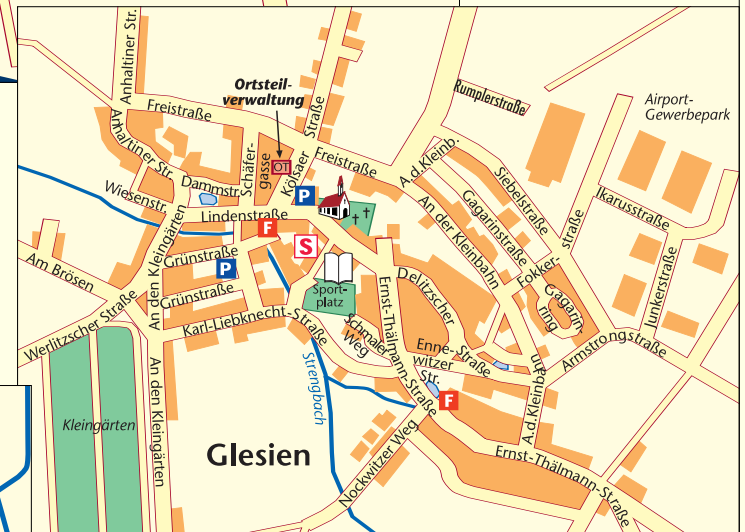 Anhaltiner Str.
Freistraße
Ortsteil-
verwaltung
Kölsaer Straße
Rumplerstraße
Airport-
Gewerbepark
Anhaltiner Str.
Schäfer-
gasse
OT
Freistraße
A.d.Kleinb.
Siebelstraße
Wiesenstr.
Dammstr.
P
Lindenstraße
F
S
An der Kleinbahn
Gagarinstraße
Ikarusstraße
Fokker-
straße
Junkerstraße
Gagarin-
ring
Am Brösen
An den Kleingärten
Grünstraße
P
Grünstraße
Sport-
platz
Delitzscher
Straße
Ernst-Thälmann-Straße
Werlitzscher Straße
Karl-Liebknecht-Straße
Schmaler
Weg
Enne-
witzer
Str.
Armstrongstraße
A.d.Kleinbahn
F
Strengbach
An den Kleingärten
Kleingärten
Glesien
Nockwitzer Weg
Ernst-Thälmann-Straße